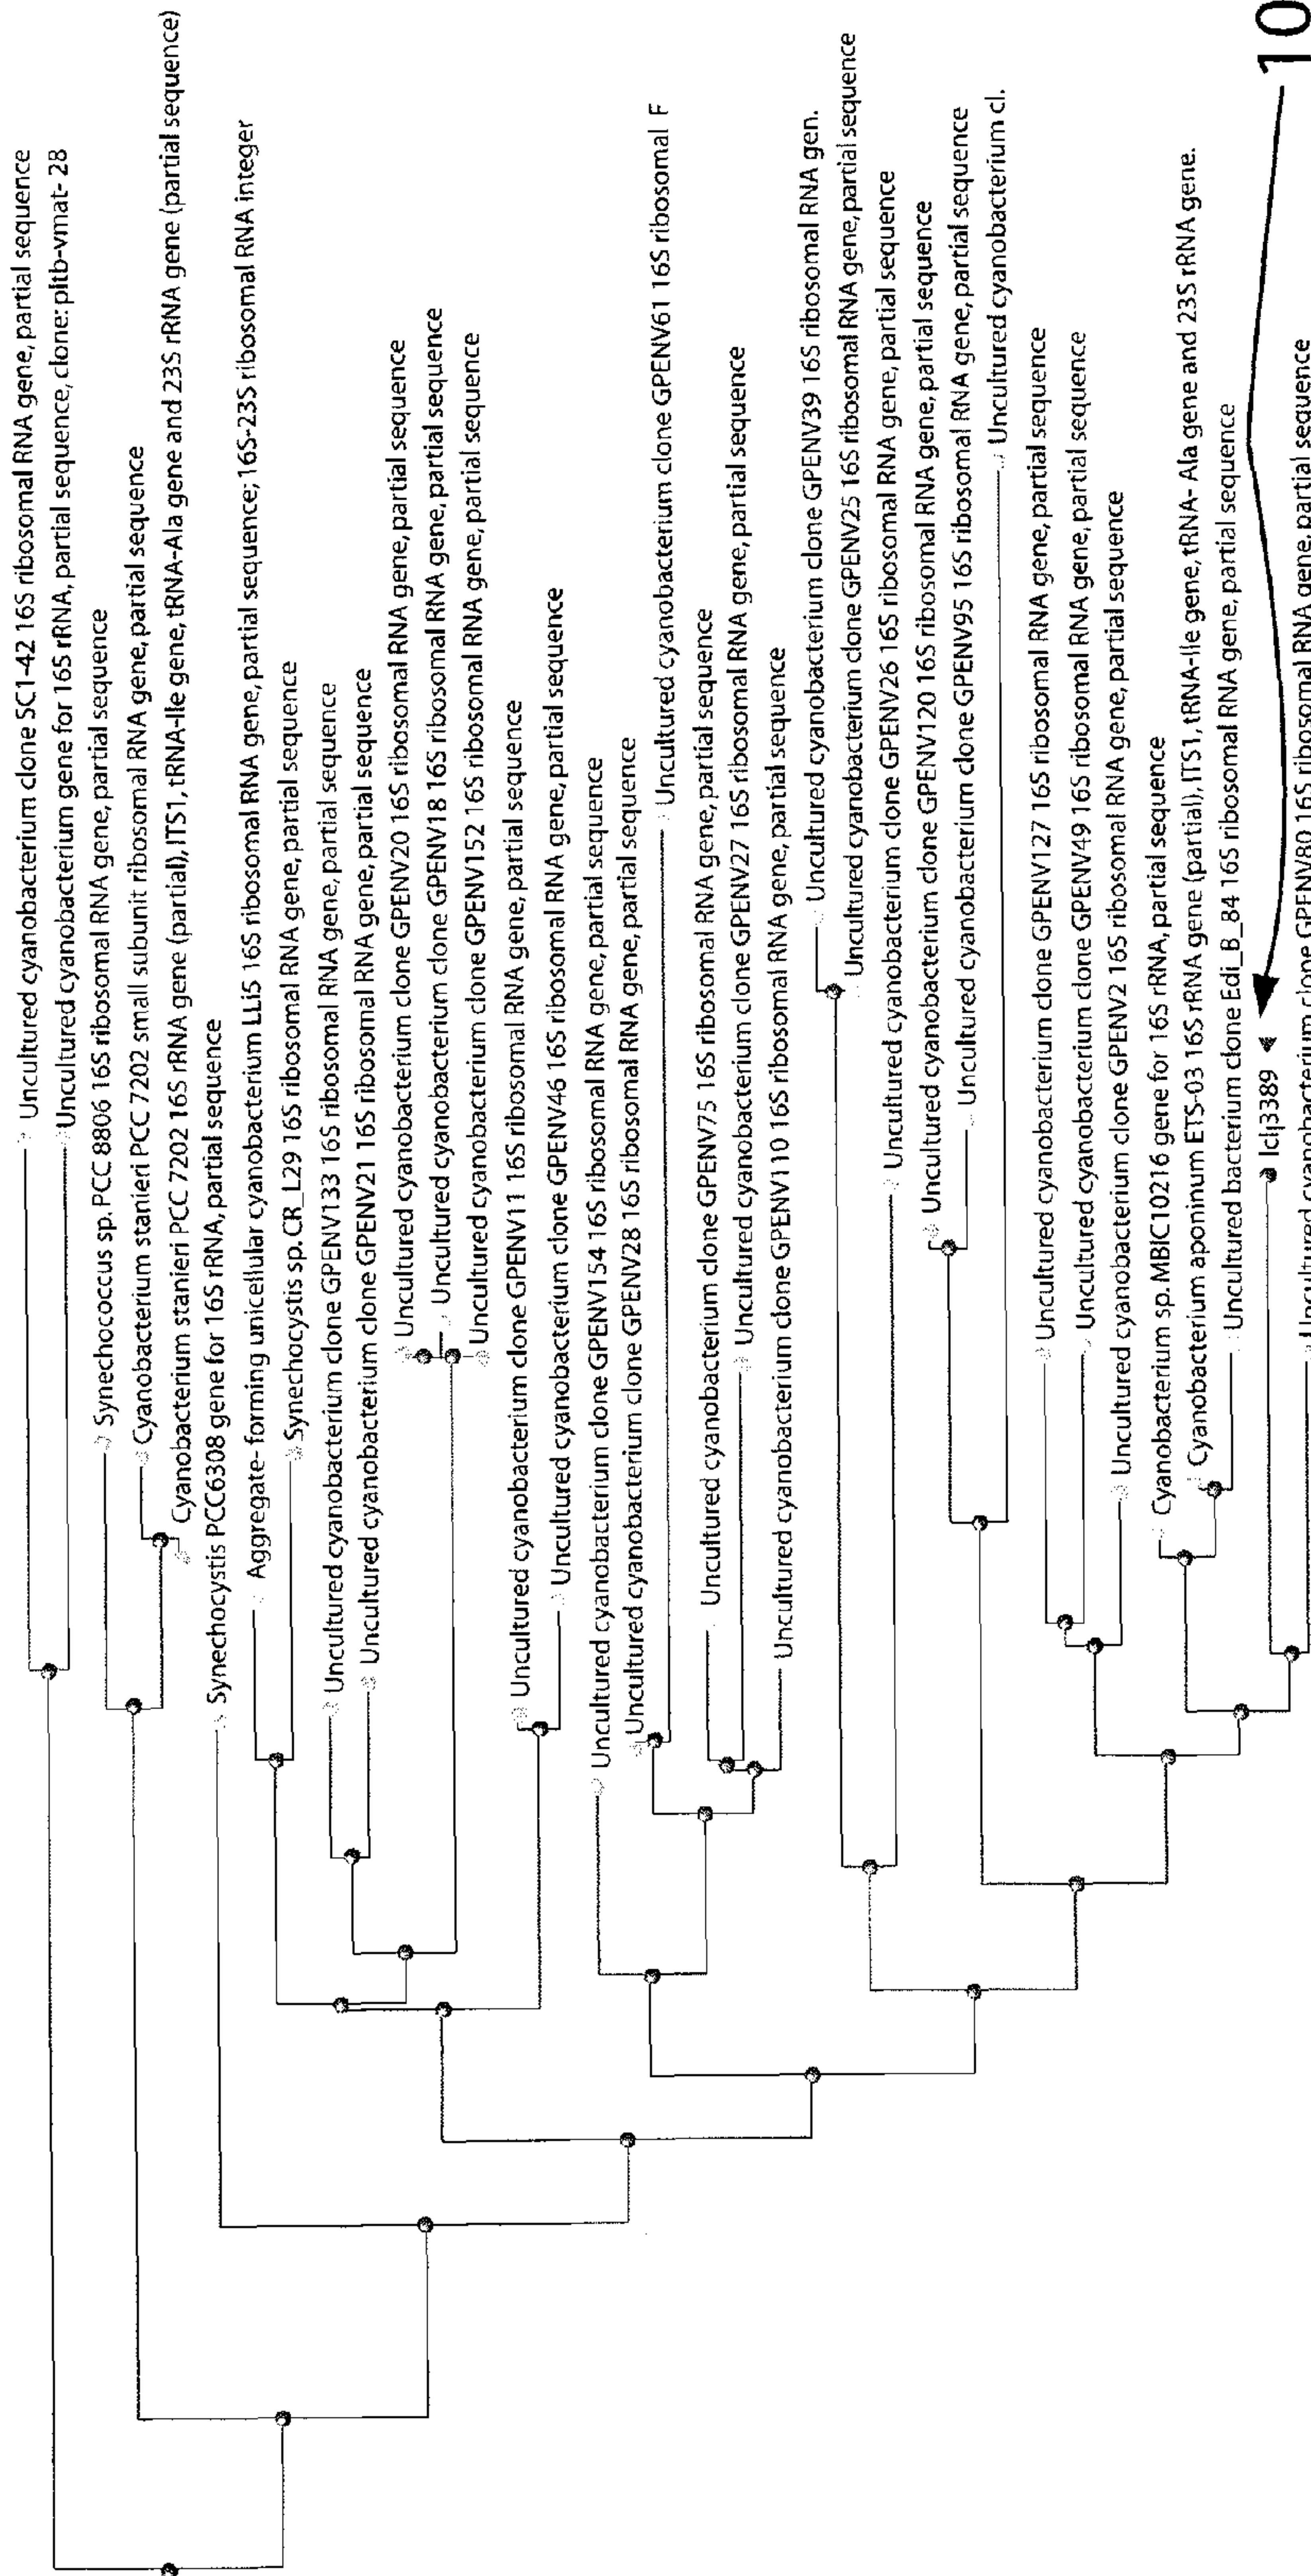 Uncultured cyanobacterium clone SC1-42 16S ribosomal RNA gene, partial sequence
Uncultured cyanobacterium gene for 16S rRNA, partial sequence, clone: pltb-vmat- 28
Synechococcus sp. PCC 8806 16S ribosomal RNA gene, partial sequence
Cyanobacterium stanieri PCC 7202 small subunit ribosomal RNA gene, partial sequence
Cyanobacterium stanieri PCC 7202 16S rRNA gene (partial), ITS1, tRNA-Ile gene, tRNA-Ala gene and 23S rRNA gene (partial sequence)
Synechocystis PCC6308 gene for 16S rRNA, partial sequence
Aggregate- forming unicellular cyanobacterium LLi5 16S ribosomal RNA gene, partial sequence; 16S-23S ribosomal RNA integer
Synechocystis sp. CR_L29 16S ribosomal RNA gene, partial sequence
Uncultured cyanobacterium clone GPENV133 16S ribosomal RNA gene, partial sequence
Uncultured cyanobacterium clone GPENV21 16S ribosomal RNA gene, partial sequence
Uncultured cyanobacterium clone GPENV20 16S ribosomal RNA gene, partial sequence
Uncultured cyanobacterium clone GPENV18 16S ribosomal RNA gene, partial sequence
Uncultured cyanobacterium clone GPENV152 16S ribosomal RNA gene, partial sequence
Uncultured cyanobacterium clone GPENV11 16S ribosomal RNA gene, partial sequence
Uncultured cyanobacterium clone GPENV46 16S ribosomal RNA gene, partial sequence
Uncultured cyanobacterium clone GPENV154 16S ribosomal RNA gene, partial sequence
Uncultured cyanobacterium clone GPENV28 16S ribosomal RNA gene, partial sequence
Uncultured cyanobacterium clone GPENV61 16S ribosomal F
Uncultured cyanobacterium clone GPENV75 16S ribosomal RNA gene, partial sequence
Uncultured cyanobacterium clone GPENV27 16S ribosomal RNA gene, partial sequence
Uncultured cyanobacterium clone GPENV110 16S ribosomal RNA gene, partial sequence
Uncultured cyanobacterium clone GPENV39 16S ribosomal RNA gen.
Uncultured cyanobacterium clone GPENV25 16S ribosomal RNA gene, partial sequence
Uncultured cyanobacterium clone GPENV26 16S ribosomal RNA gene, partial sequence
Uncultured cyanobacterium clone GPENV120 16S ribosomal RNA gene, partial sequence
Uncultured cyanobacterium clone GPENV95 16S ribosomal RNA gene, partial sequence
Uncultured cyanobacterium cl.
Uncultured cyanobacterium clone GPENV127 16S ribosomal RNA gene, partial sequence
Uncultured cyanobacterium clone GPENV49 16S ribosomal RNA gene, partial sequence
Uncultured cyanobacterium clone GPENV2 16S ribosomal RNA gene, partial sequence
Cyanobacterium sp. MBIC10216 gene for 16S rRNA, partial sequence
Cyanobacterium aponinum ETS-03 16S rRNA gene (partial), ITS1, tRNA-Ile gene, tRNA- Ala gene and 23S rRNA gene.
Uncultured bacterium clone Edi_B_84 16S ribosomal RNA gene, partial sequence
lcl|3389
10
Uncultured cyanobacterium clone GPENV80 16S ribosomal RNA gene, partial sequence